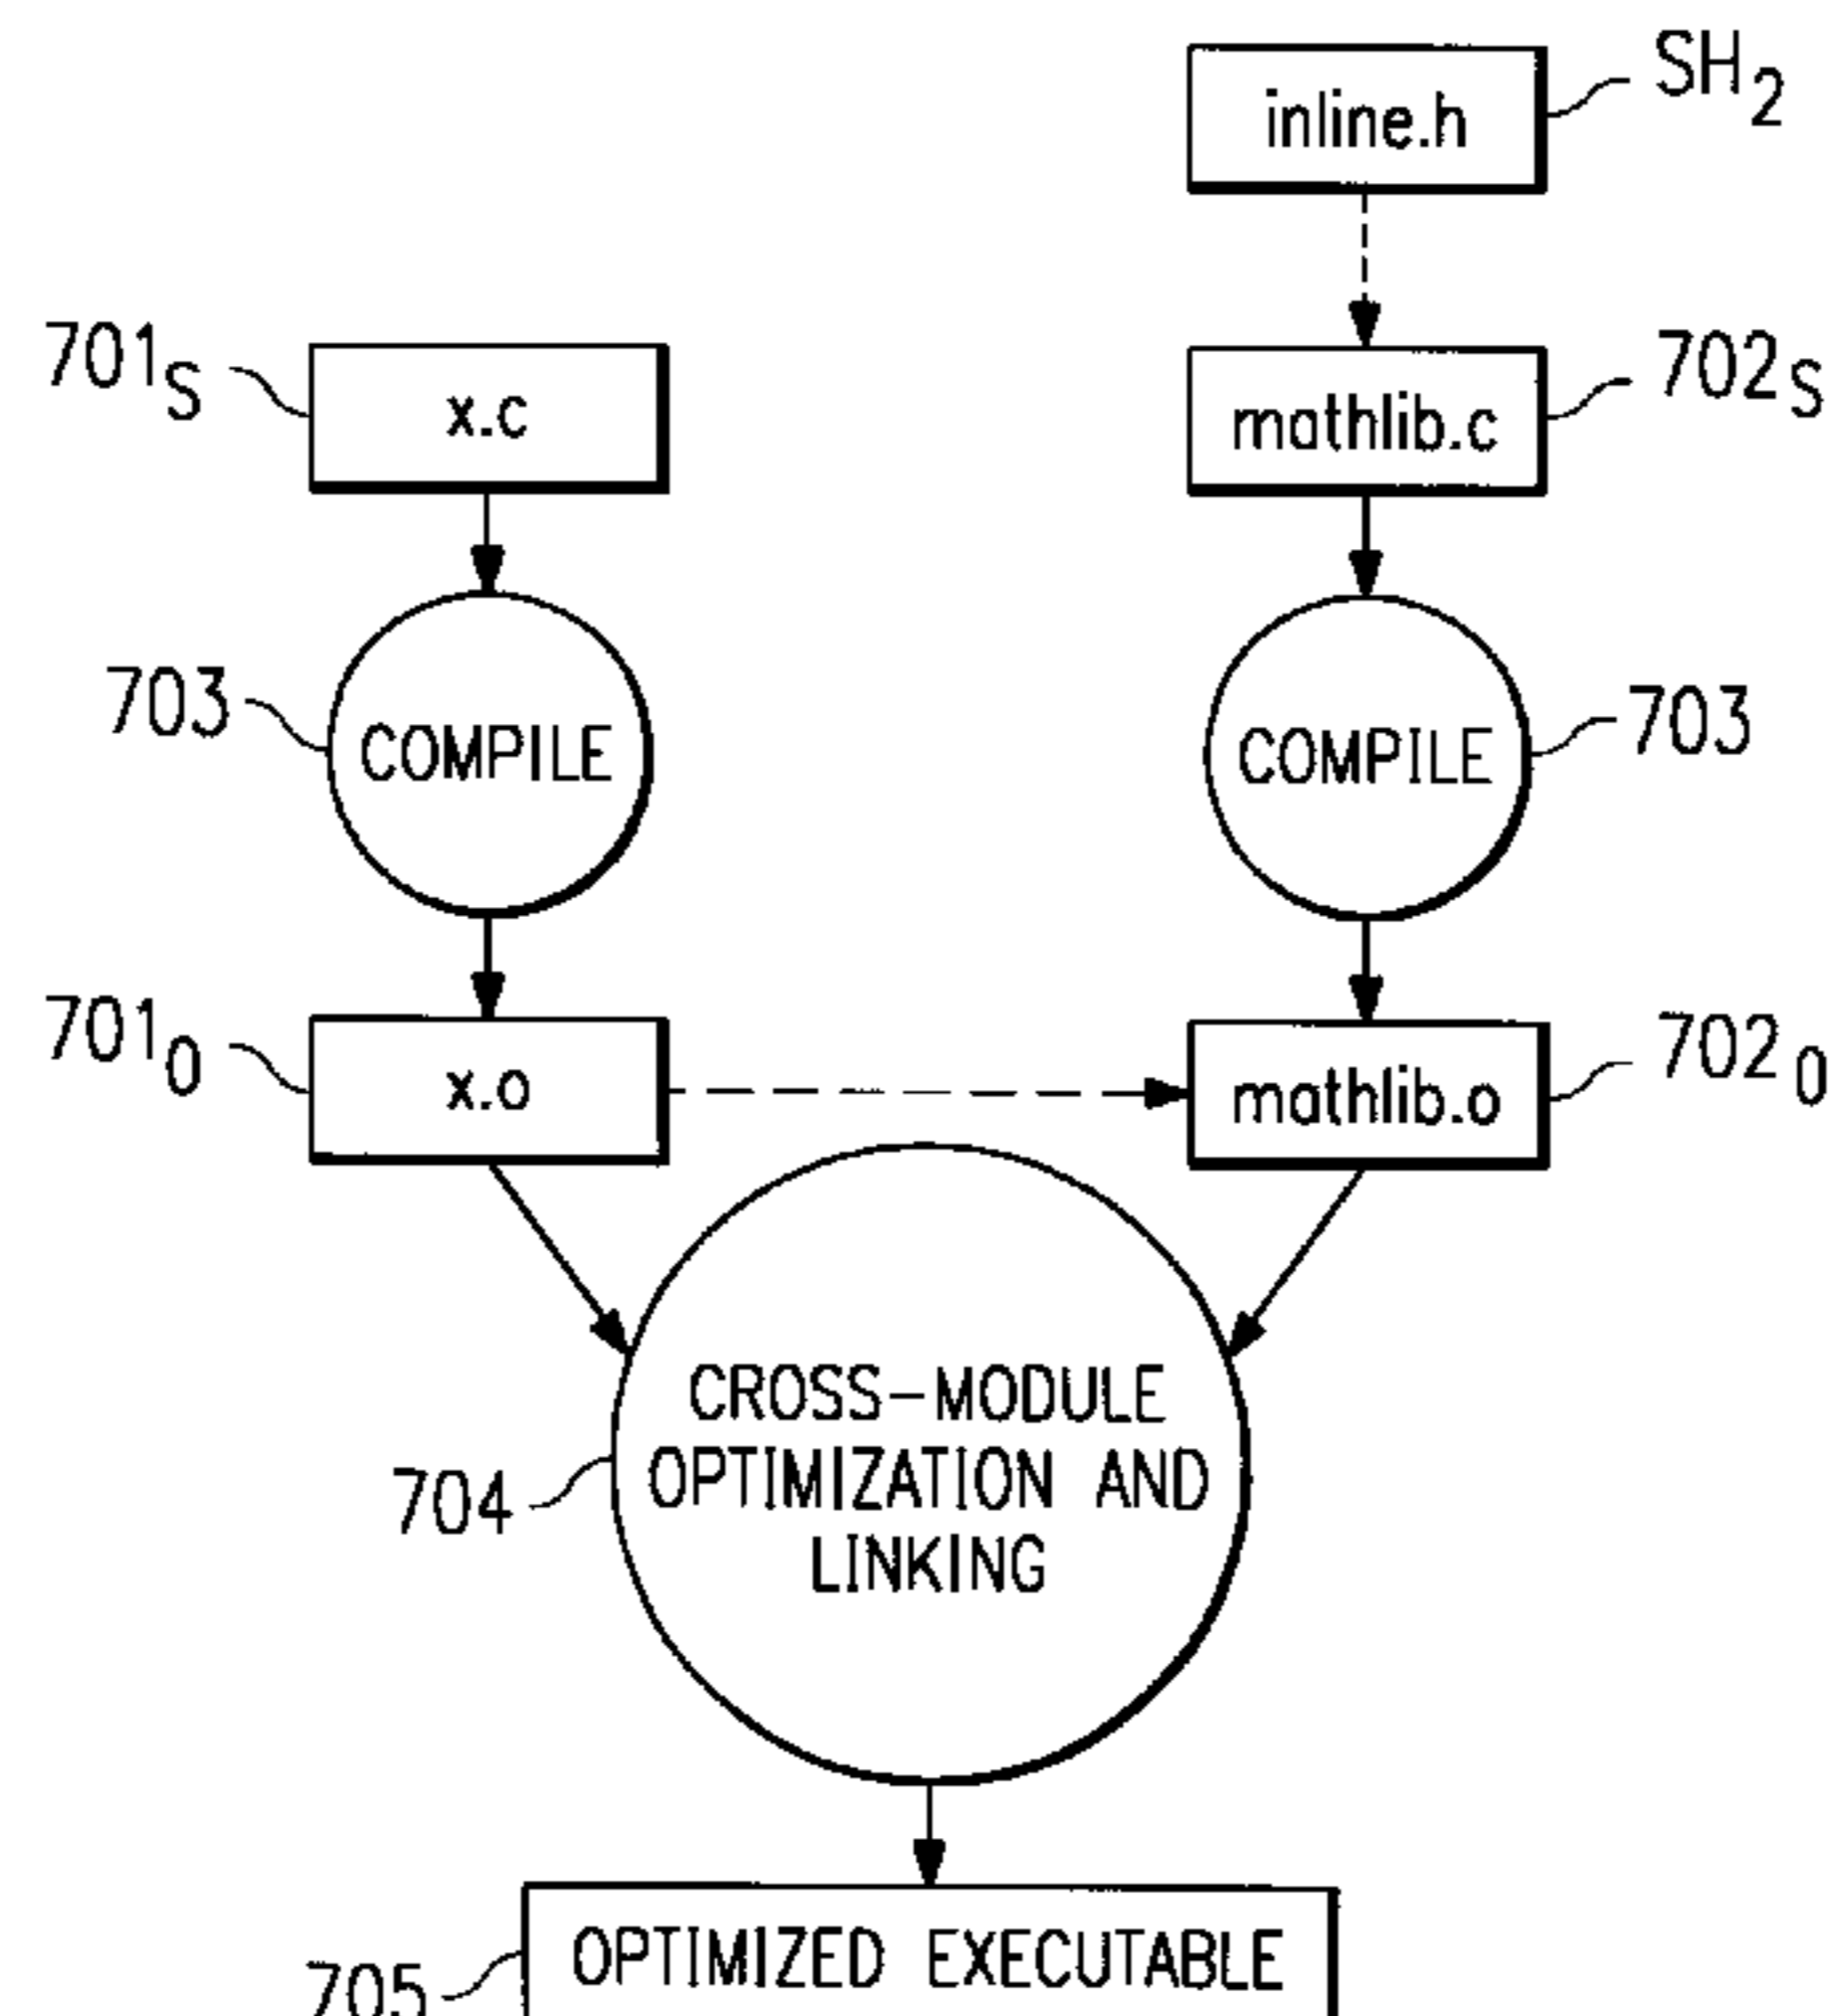 SH2
inline.h
701S
x.c
702S
mathlib.c
703
COMPILE
COMPILE
703
701O
x.o
mathlib.o
702O
CROSS-MODULE
OPTIMIZATION AND
LINKING
704
OPTIMIZED EXECUTABLE
705